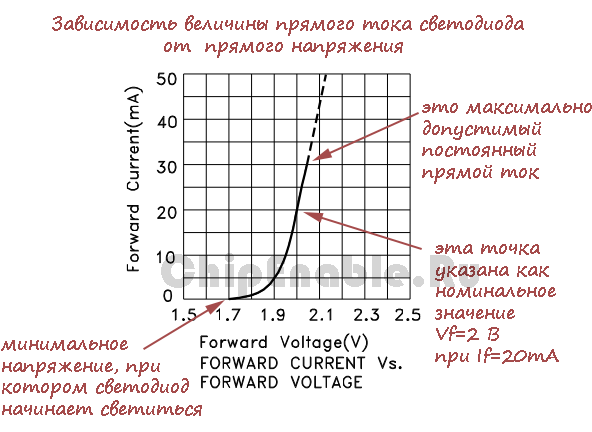 Зависимость величины прямого тока светодиода
от прямого напряжения
50
40
30
20
10
0
Forward Current(mA)
1.5 1.7 1.9 2.1 2.3 2.5
Forward Voltage(V)
FORWARD CURRENT Vs.
FORWARD VOLTAGE
это максимально
допустимый
постоянный
прямой ток
эта точка
указана как
номинальное
значение
Vf=2 В
при If=20mA
минимальное
напряжение, при
котором светодиод
начинает светиться
ChipEnable.Ru